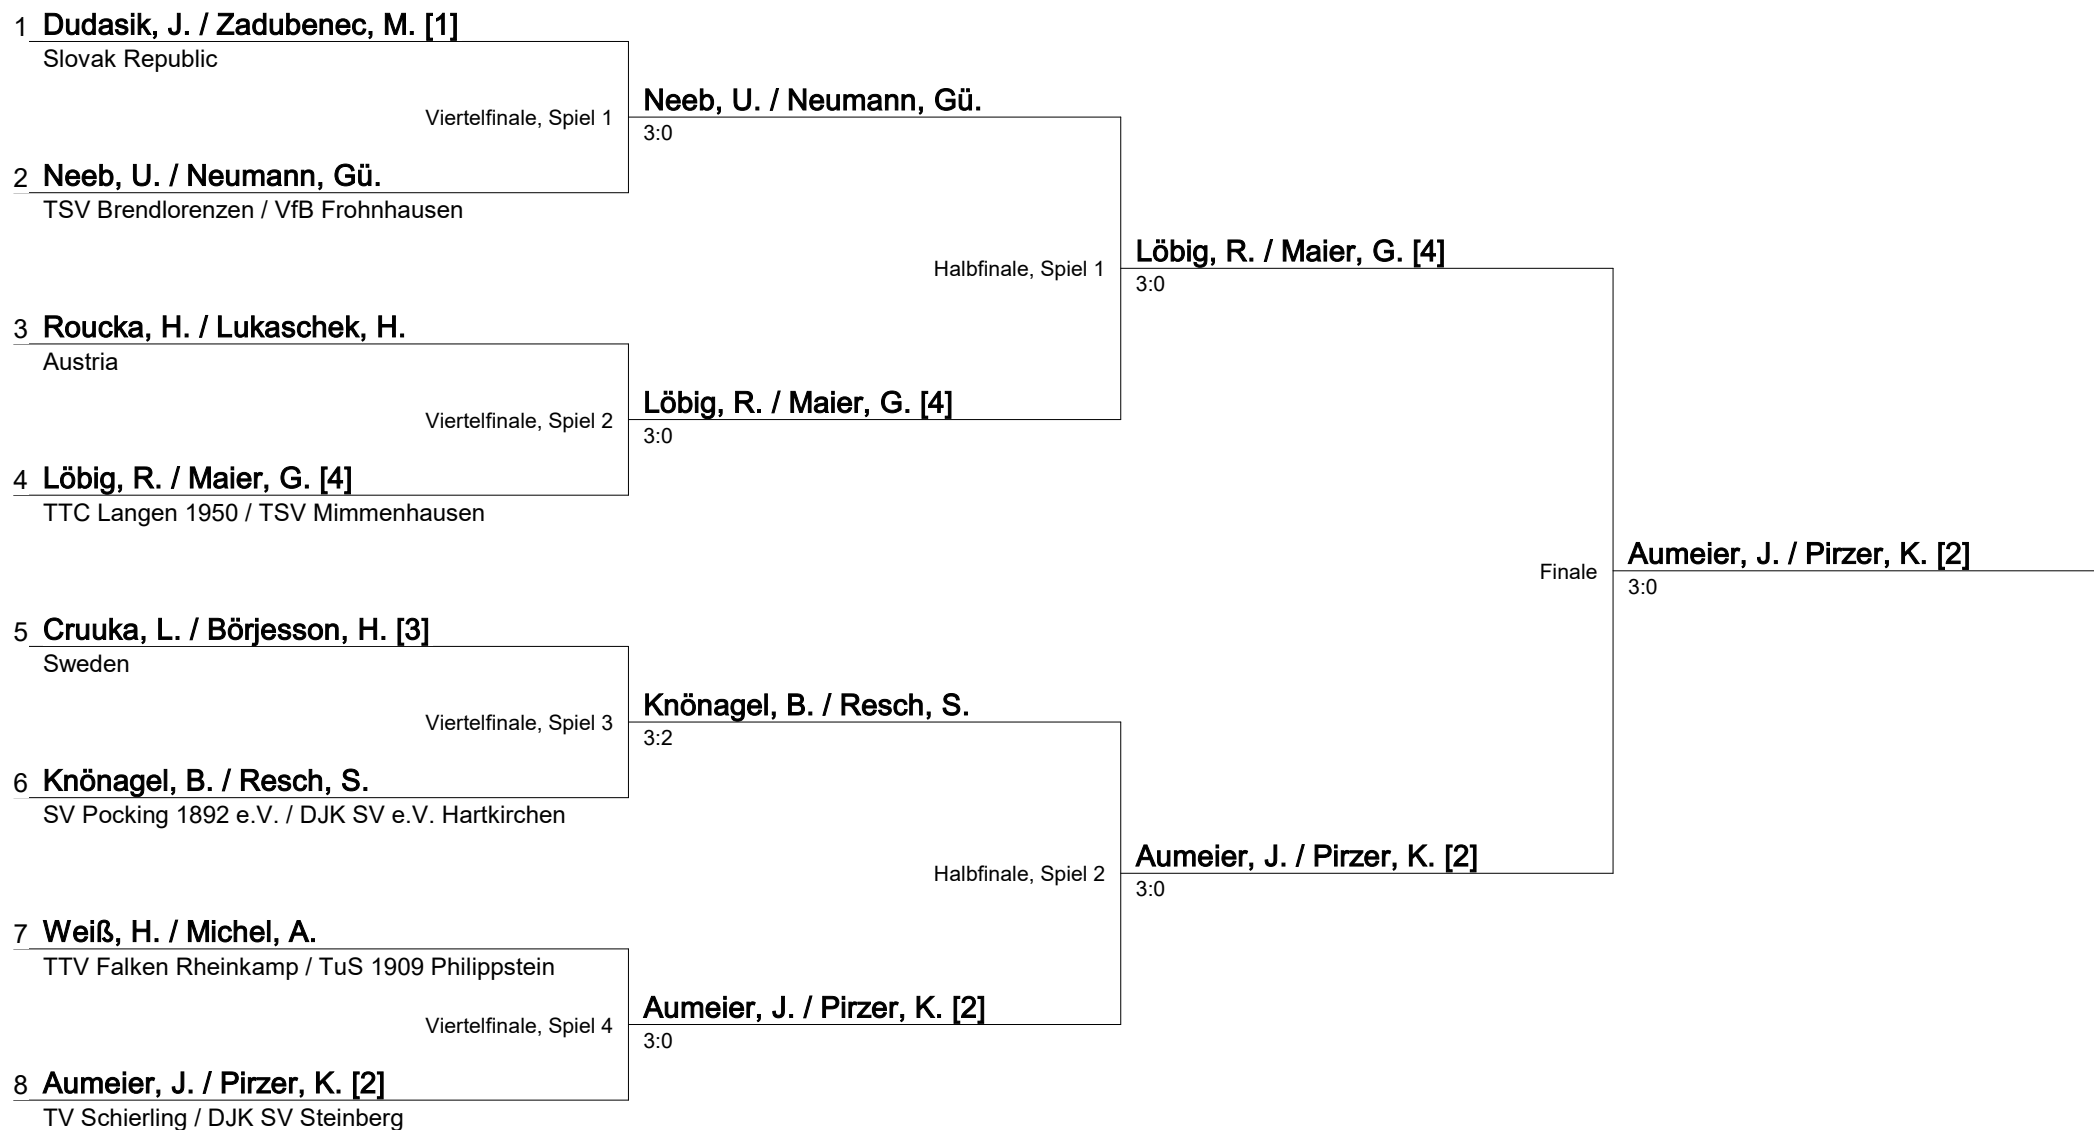 1 Dudasik, J. / Zadubenec, M. [1]
Slovak Republic
Viertelfinale, Spiel 1
Neeb, U. / Neumann, Gü.
3:0
2 Neeb, U. / Neumann, Gü.
TSV Brendlorenzen / VfB Frohnhausen
Halbfinale, Spiel 1
Löbig, R. / Maier, G. [4]
3:0
3 Roucka, H. / Lukaschek, H.
Austria
Viertelfinale, Spiel 2
Löbig, R. / Maier, G. [4]
3:0
4 Löbig, R. / Maier, G. [4]
TTC Langen 1950 / TSV Mimmenhausen
Finale
Aumeier, J. / Pirzer, K. [2]
3:0
5 Cruuka, L. / Börjesson, H. [3]
Sweden
Viertelfinale, Spiel 3
Knönagel, B. / Resch, S.
3:2
6 Knönagel, B. / Resch, S.
SV Pocking 1892 e.V. / DJK SV e.V. Hartkirchen
Halbfinale, Spiel 2
Aumeier, J. / Pirzer, K. [2]
3:0
7 Weiß, H. / Michel, A.
TTV Falken Rheinkamp / TuS 1909 Philippstein
Viertelfinale, Spiel 4
Aumeier, J. / Pirzer, K. [2]
3:0
8 Aumeier, J. / Pirzer, K. [2]
TV Schierling / DJK SV Steinberg